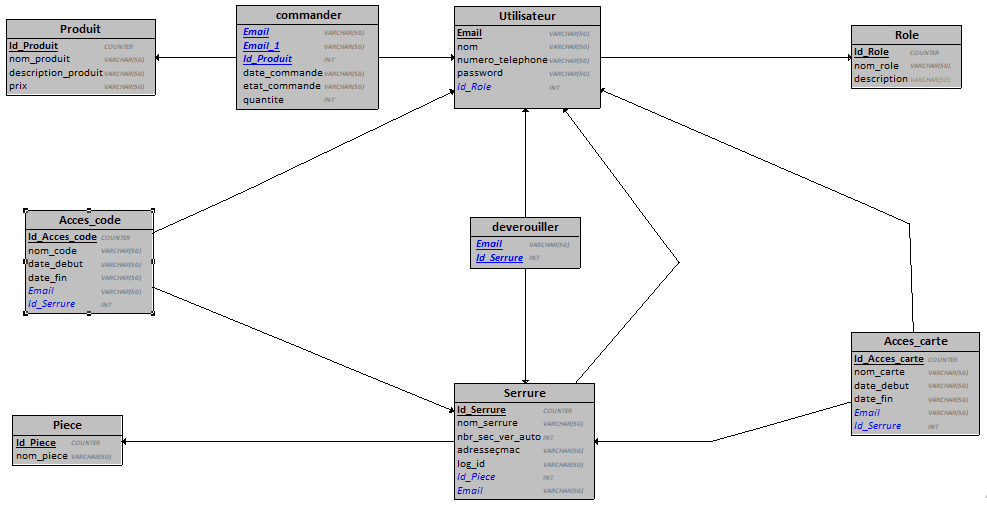 Produit
Id_Produit COUNTER
nom_produit VARCHAR(50)
description_produit VARCHAR(50)
prix VARCHAR(50)
commander
Email VARCHAR(50)
Email_1 VARCHAR(50)
Id_Produit INT
date_commande VARCHAR(50)
etat_commande VARCHAR(50)
quantite INT
Utilisateur
Email VARCHAR(50)
nom VARCHAR(50)
numero_telephone VARCHAR(50)
password VARCHAR(50)
Id_Role INT
Role
Id_Role COUNTER
nom_role VARCHAR(50)
description VARCHAR(50)
Acces_code
Id_Acces_code COUNTER
nom_code VARCHAR(50)
date_debut VARCHAR(50)
date_fin VARCHAR(50)
Email VARCHAR(50)
Id_Serrure INT
deverouiller
Email VARCHAR(50)
Id_Serrure INT
Acces_carte
Id_Acces_carte COUNTER
nom_carte VARCHAR(50)
date_debut VARCHAR(50)
date_fin VARCHAR(50)
Email VARCHAR(50)
Id_Serrure INT
Piece
Id_Piece COUNTER
nom_piece VARCHAR(50)
Serrure
Id_Serrure COUNTER
nom_serrure VARCHAR(50)
nbr_sec_ver_auto INT
adresseçmac VARCHAR(50)
log_id VARCHAR(50)
Id_Piece INT
Email VARCHAR(50)